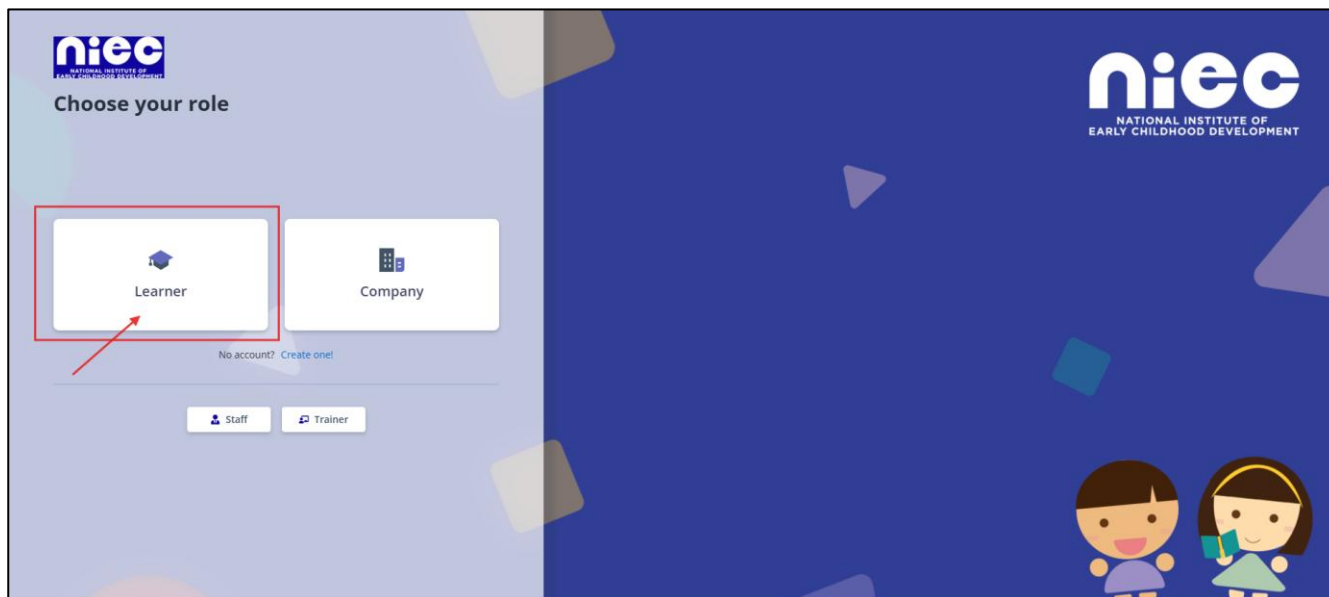 niec
NATIONAL INSTITUTE OF
EARLY CHILDHOOD DEVELOPMENT
Choose your role
Learner
Company
No account? Create one!
Staff
Trainer
niec
NATIONAL INSTITUTE OF
EARLY CHILDHOOD DEVELOPMENT